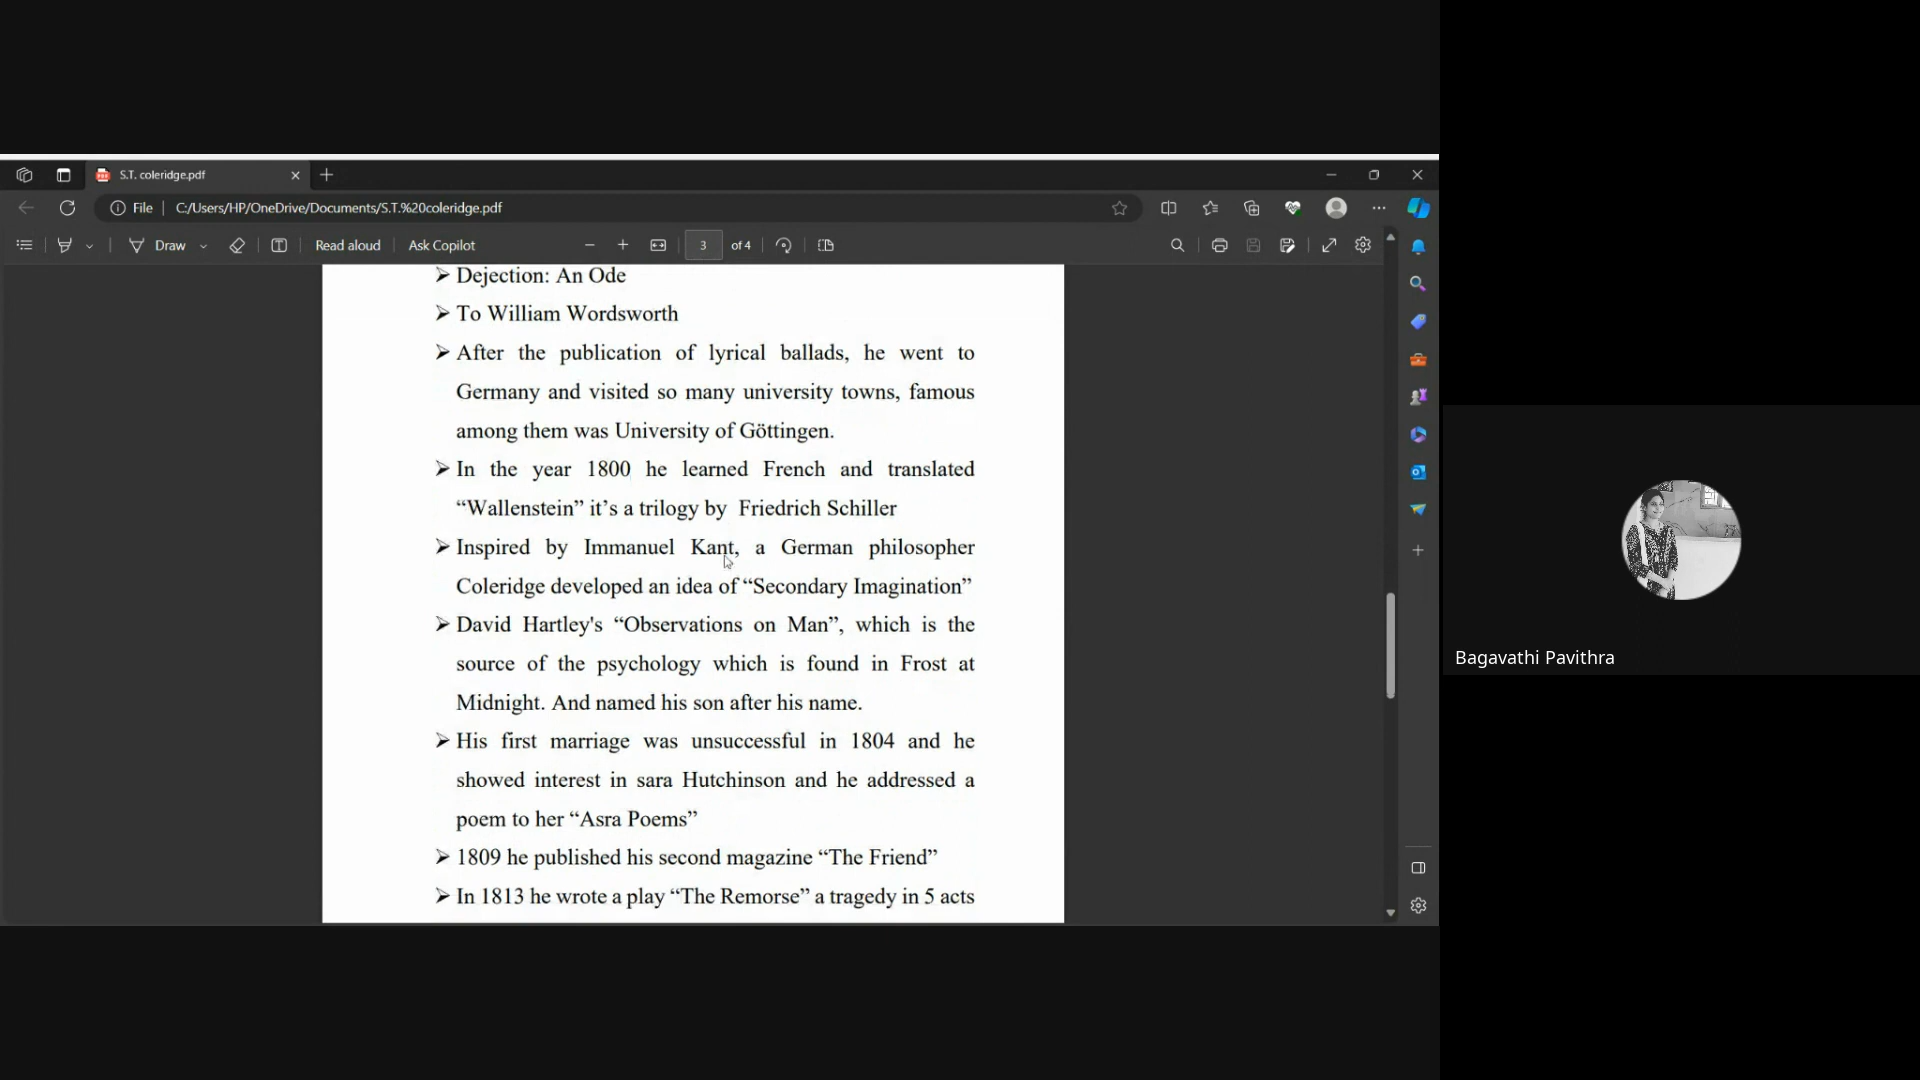 S.T. coleridge.pdf
File
C:/Users/HP/OneDrive/Documents/S.T.%20coleridge.pdf
Draw
Read aloud
Ask Copilot
3
of 4
➢ Dejection: An Ode
➢ To William Wordsworth
➢ After the publication of lyrical ballads, he went to
Germany and visited so many university towns, famous
among them was University of Göttingen.
➢ In the year 1800 he learned French and translated
“Wallenstein” it’s a trilogy by Friedrich Schiller
➢ Inspired by Immanuel Kant, a German philosopher
Coleridge developed an idea of “Secondary Imagination”
➢ David Hartley's “Observations on Man”, which is the
source of the psychology which is found in Frost at
Midnight. And named his son after his name.
➢ His first marriage was unsuccessful in 1804 and he
showed interest in sara Hutchinson and he addressed a
poem to her “Asra Poems”
➢ 1809 he published his second magazine “The Friend”
➢ In 1813 he wrote a play “The Remorse” a tragedy in 5 acts
Bagavathi Pavithra